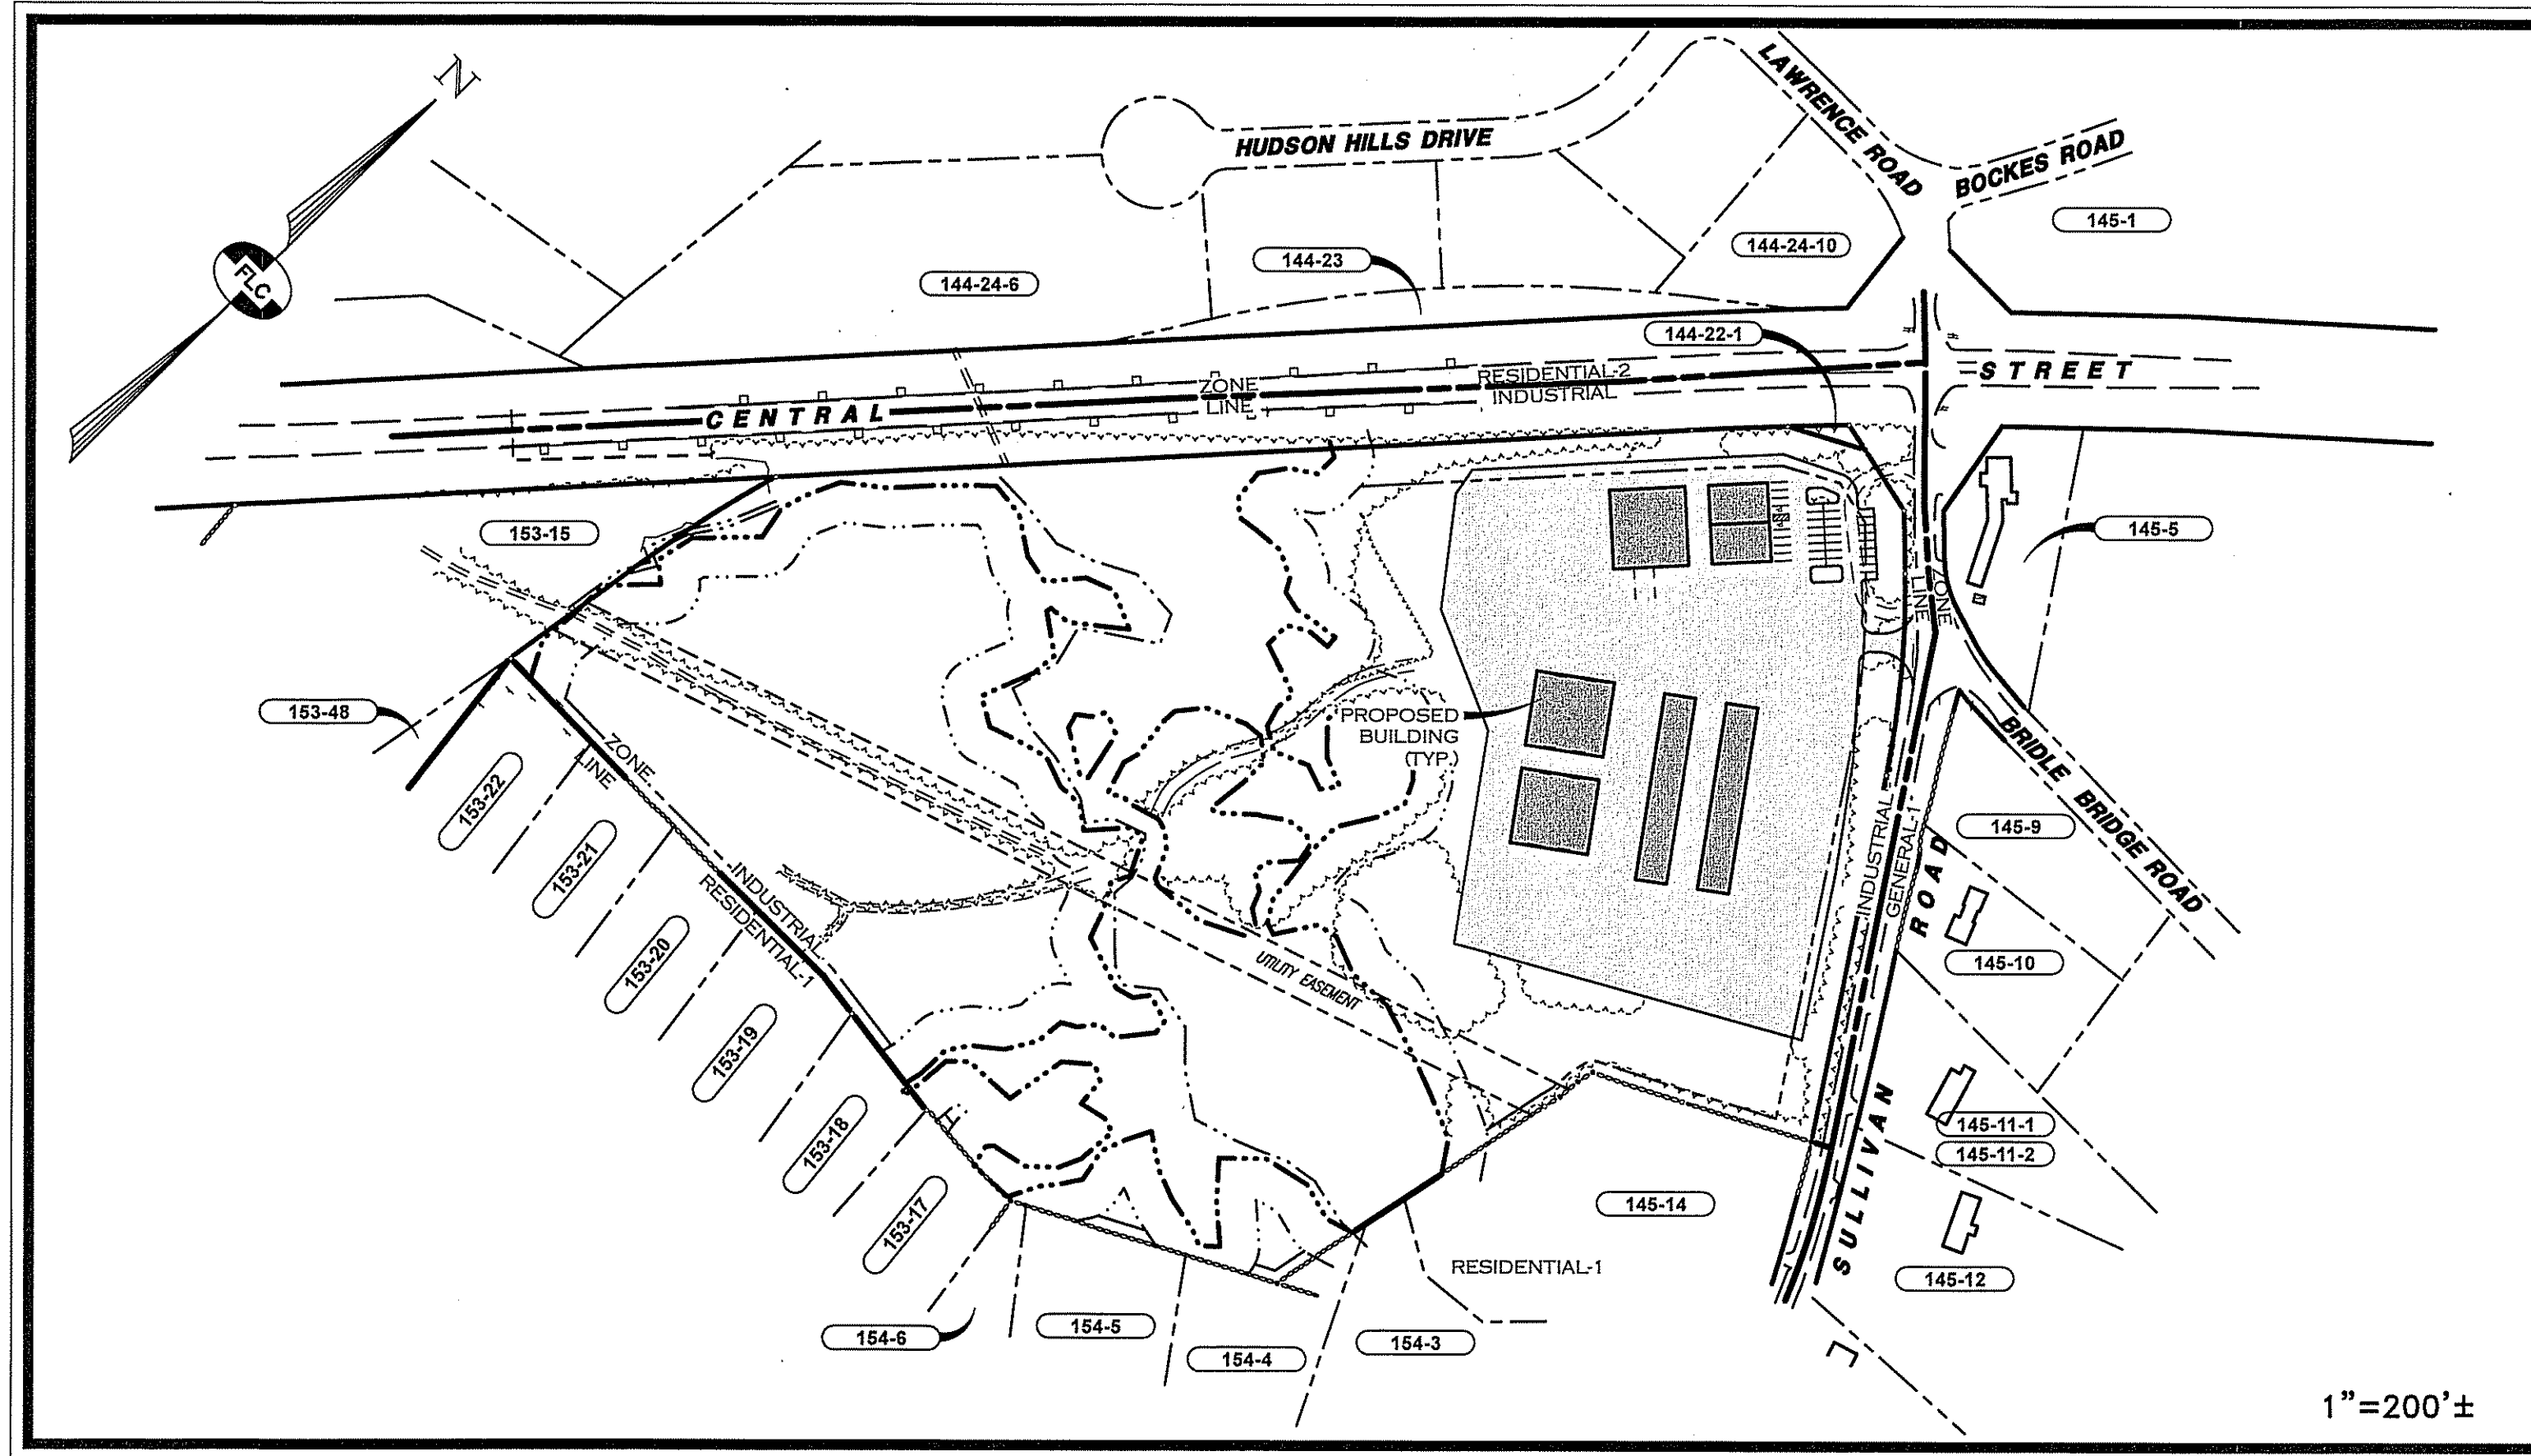 N
FLC
HUDSON HILLS DRIVE
LAWRENCE ROAD
BOCKES ROAD
145-1
144-24-10
144-23
144-24-6
144-22-1
ZONE
LINE
RESIDENTIAL-2
INDUSTRIAL
CENTRAL
STREET
153-15
145-5
ZONE
LINE
153-48
PROPOSED
BUILDING
(TYP.)
BRIDLE BRIDGE ROAD
ZONE
LINE
153-22
153-21
153-20
153-19
153-18
153-17
INDUSTRIAL
RESIDENTIAL-1
UTILITY EASEMENT
INDUSTRIAL
GENERAL-1
SULLIVAN ROAD
145-9
145-10
145-11-1
145-11-2
145-14
145-12
RESIDENTIAL-1
154-6
154-5
154-4
154-3
1"=200'±